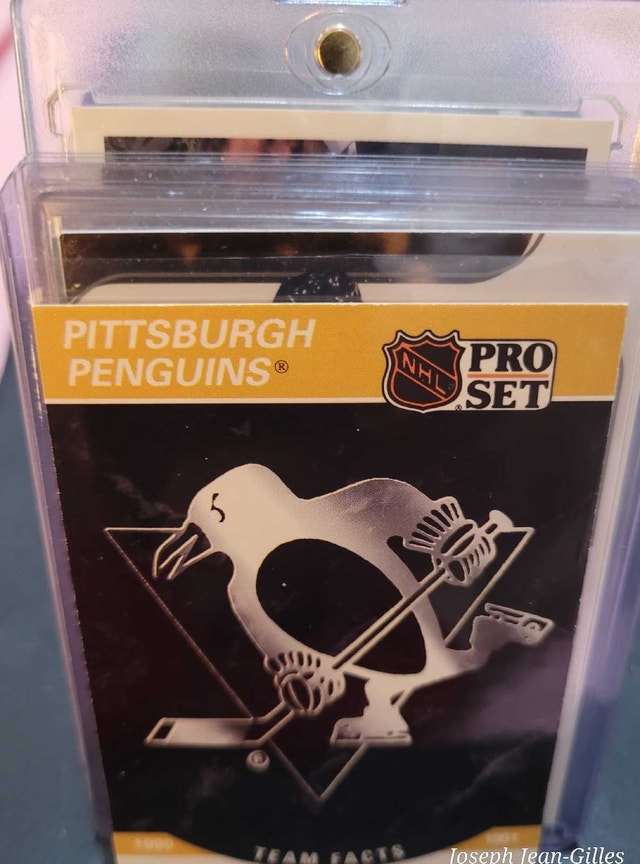 PITTSBURGH
PENGUINS®
NHL
PRO
SET
®
©
1990
TEAM FACTS
1991
Joseph Jean-Gilles